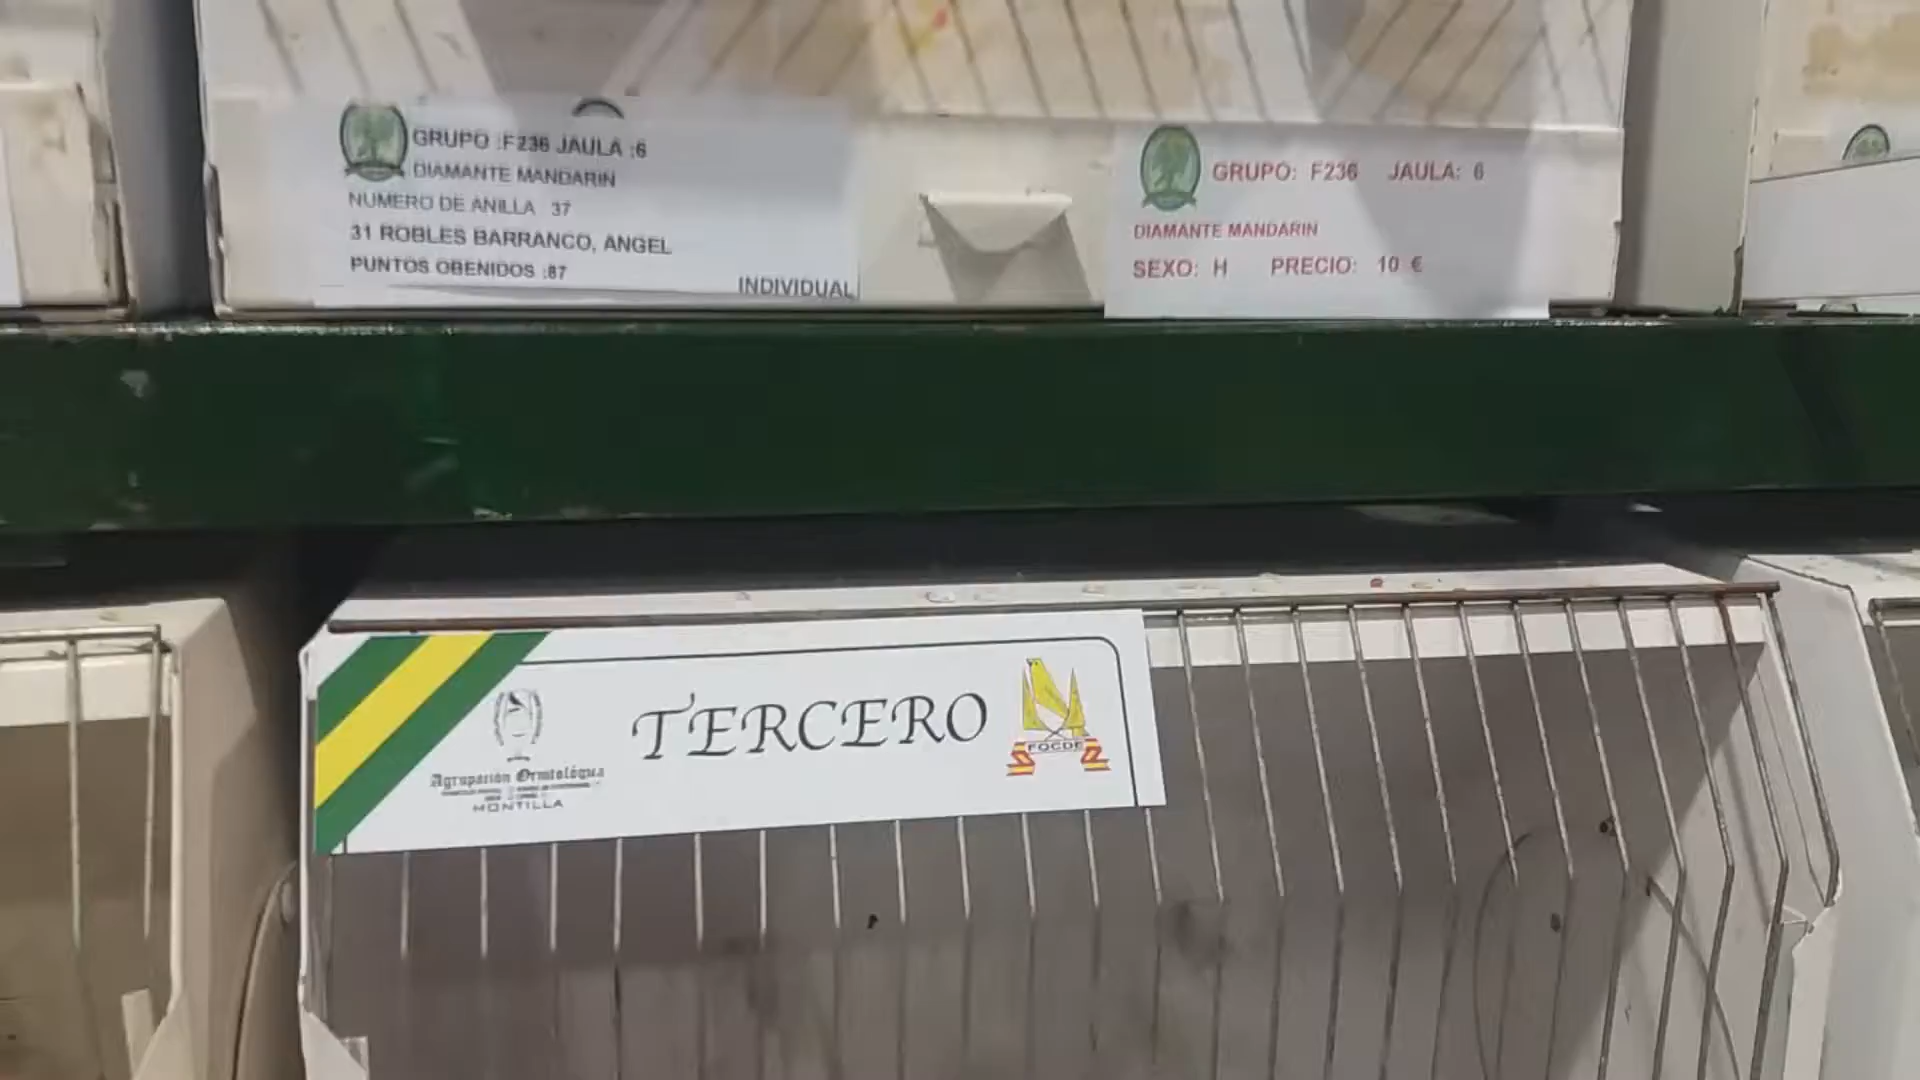 GRUPO :F236 JAULA :6
DIAMANTE MANDARIN
NUMERO DE ANILLA 37
31 ROBLES BARRANCO, ANGEL
PUNTOS OBENIDOS :87
INDIVIDUAL
GRUPO: F236 JAULA: 6
DIAMANTE MANDARIN
SEXO: H PRECIO: 10 €
TERCERO
Agrupación Ornitológica
MONTILLA
FOCDE